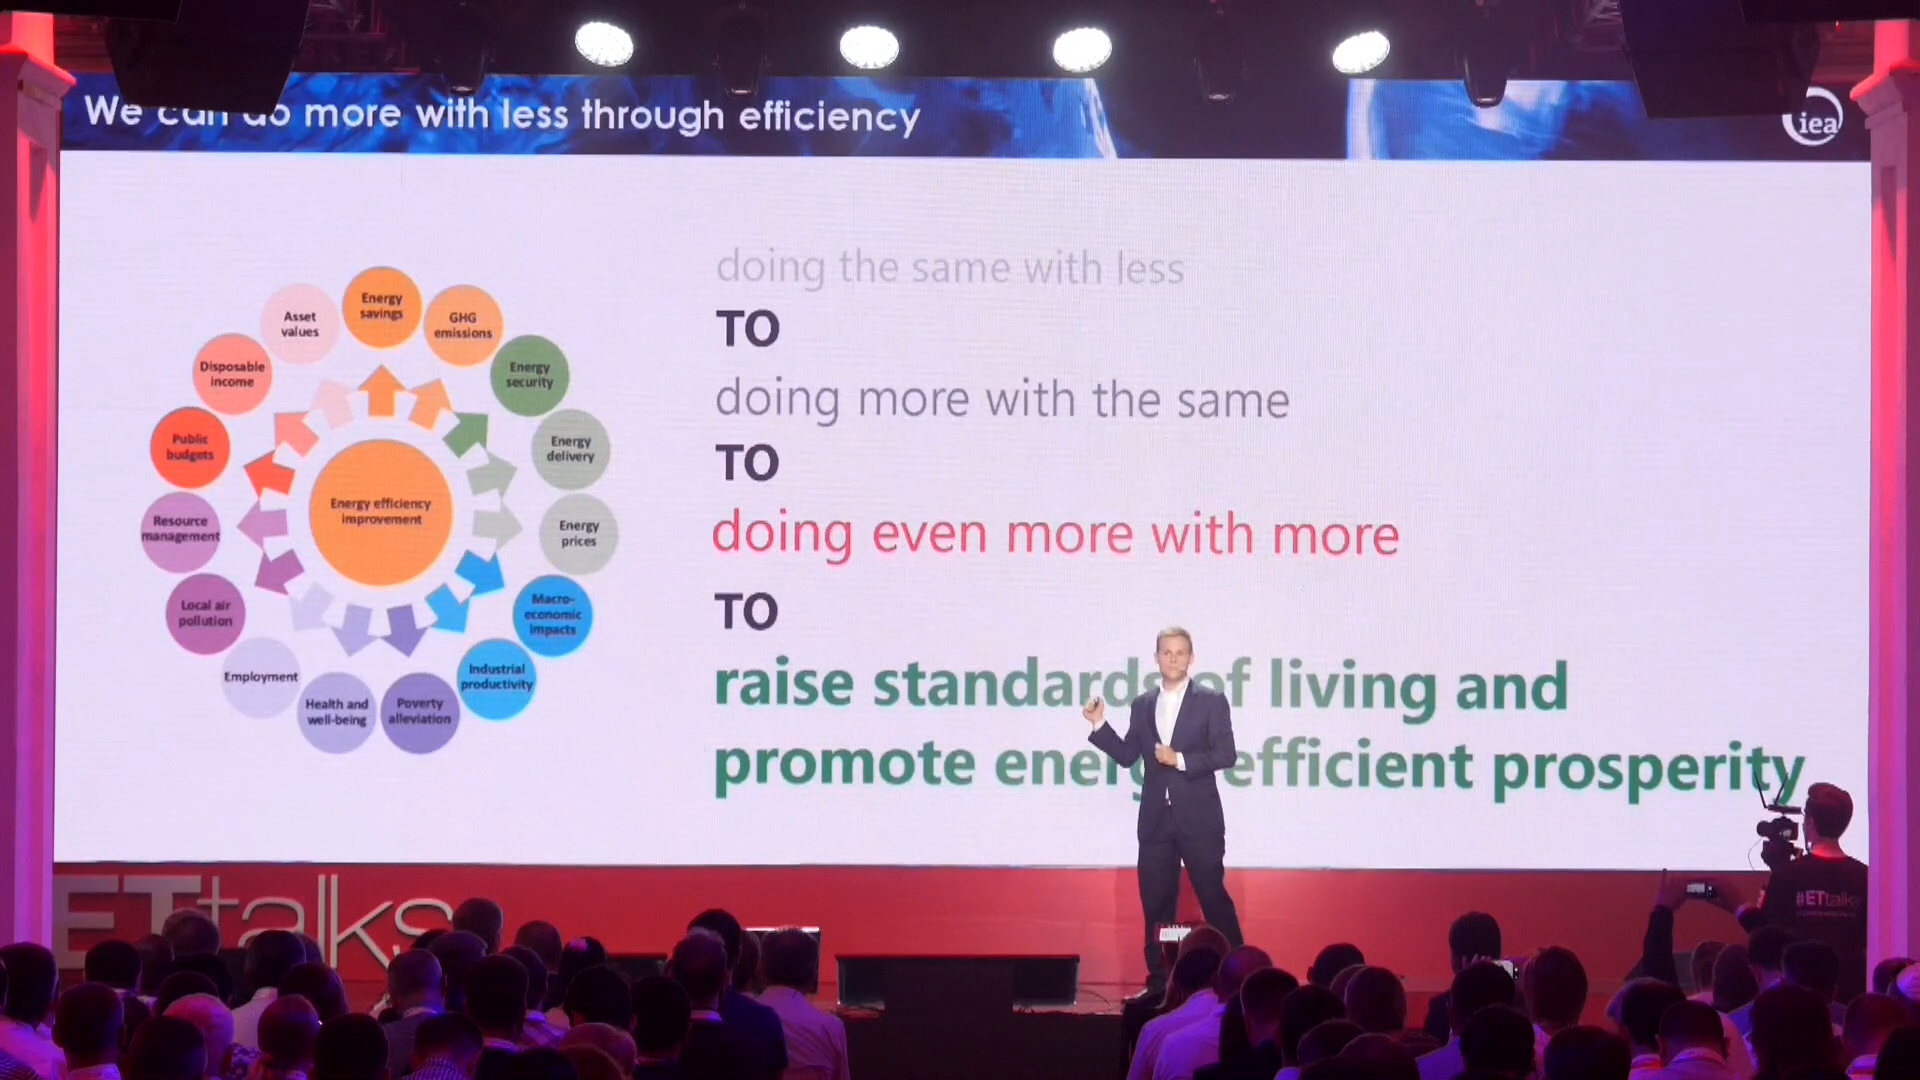 We can do more with less through efficiency
iea
doing the same with less
TO
doing more with the same
TO
doing even more with more
TO
raise standards of living and
promote energy efficient prosperity
Energy
savings
GHG
emissions
Energy
security
Energy
delivery
Energy
prices
Macro-
economic
impacts
Industrial
productivity
Poverty
alleviation
Health and
well-being
Employment
Local air
pollution
Resource
management
Public
budgets
Disposable
income
Asset
values
Energy efficiency
improvement
ETtalks
#ETtalks